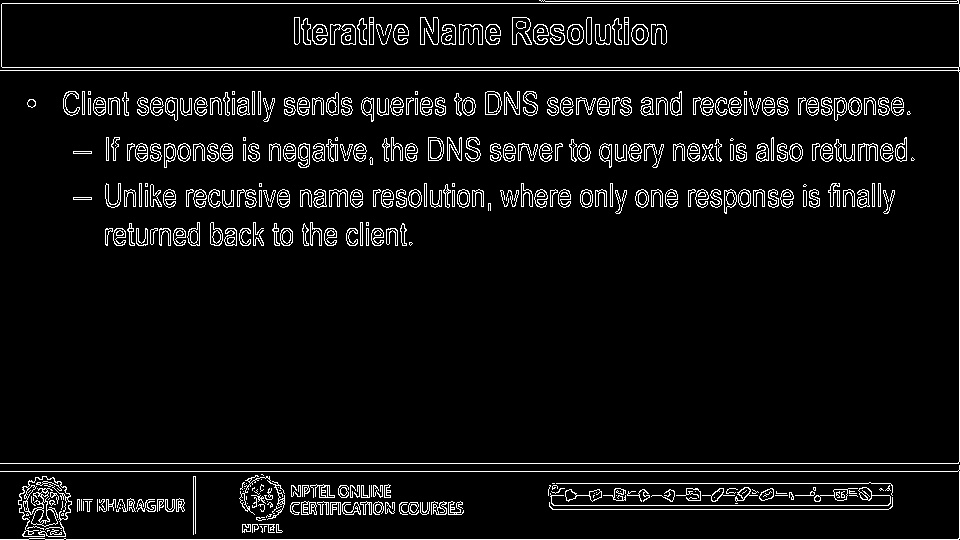 Iterative Name Resolution
• Client sequentially sends queries to DNS servers and receives response.
– If response is negative, the DNS server to query next is also returned.
– Unlike recursive name resolution, where only one response is finally
returned back to the client.
IIT KHARAGPUR
NPTEL ONLINE
CERTIFICATION COURSES
NPTEL